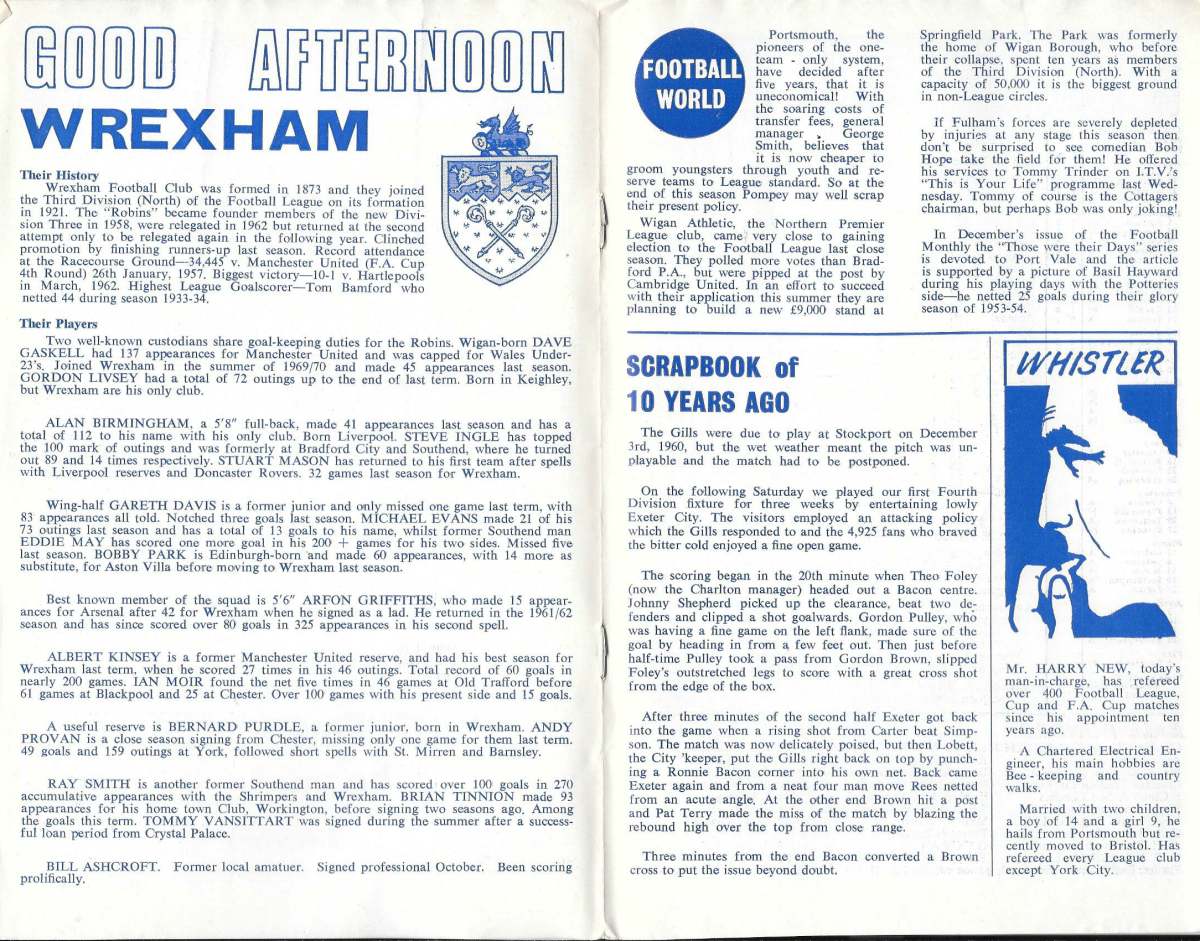 GOOD AFTERNOON
WREXHAM
Their History
Wrexham Football Club was formed in 1873 and they joined
the Third Division (North) of the Football League on its formation
in 1921. The "Robins" became founder members of the new Divi-
sion Three in 1958, were relegated in 1962 but returned at the second
attempt only to be relegated again in the following year. Clinched
promotion by finishing runners-up last season. Record attendance
at the Racecourse Ground—34,445 v. Manchester United (F.A. Cup
4th Round) 26th January, 1957. Biggest victory—10-1 v. Hartlepools
in March, 1962. Highest League Goalscorer—Tom Bamford who
netted 44 during season 1933-34.
Their Players
Two well-known custodians share goal-keeping duties for the Robins. Wigan-born DAVE
GASKELL had 137 appearances for Manchester United and was capped for Wales Under-
23's. Joined Wrexham in the summer of 1969/70 and made 45 appearances last season.
GORDON LIVSEY had a total of 72 outings up to the end of last term. Born in Keighley,
but Wrexham are his only club.
ALAN BIRMINGHAM, a 5'8" full-back, made 41 appearances last season and has a
total of 112 to his name with his only club. Born Liverpool. STEVE INGLE has topped
the 100 mark of outings and was formerly at Bradford City and Southend, where he turned
out 89 and 14 times respectively. STUART MASON has returned to his first team after spells
with Liverpool reserves and Doncaster Rovers. 32 games last season for Wrexham.
Wing-half GARETH DAVIS is a former junior and only missed one game last term, with
83 appearances all told. Notched three goals last season. MICHAEL EVANS made 21 of his
73 outings last season and has a total of 13 goals to his name, whilst former Southend man
EDDIE MAY has scored one more goal in his 200 + games for his two sides. Missed five
last season. BOBBY PARK is Edinburgh-born and made 60 appearances, with 14 more as
substitute, for Aston Villa before moving to Wrexham last season.
Best known member of the squad is 5'6" ARFON GRIFFITHS, who made 15 appear-
ances for Arsenal after 42 for Wrexham when he signed as a lad. He returned in the 1961/62
season and has since scored over 80 goals in 325 appearances in his second spell.
ALBERT KINSEY is a former Manchester United reserve, and had his best season for
Wrexham last term, when he scored 27 times in his 46 outings. Total record of 60 goals in
nearly 200 games. IAN MOIR found the net five times in 46 games at Old Trafford before
61 games at Blackpool and 25 at Chester. Over 100 games with his present side and 15 goals.
A useful reserve is BERNARD PURDLE, a former junior, born in Wrexham. ANDY
PROVAN is a close season signing from Chester, missing only one game for them last term.
49 goals and 159 outings at York, followed short spells with St. Mirren and Barnsley.
RAY SMITH is another former Southend man and has scored over 100 goals in 270
accumulative appearances with the Shrimpers and Wrexham. BRIAN TINNION made 93
appearances for his home town Club, Workington, before signing two seasons ago. Among
the goals this term. TOMMY VANSITTART was signed during the summer after a success-
ful loan period from Crystal Palace.
BILL ASHCROFT. Former local amatuer. Signed professional October. Been scoring
prolifically.
FOOTBALL
WORLD
Portsmouth, the
pioneers of the one-
team - only system,
have decided after
five years, that it is
uneconomical! With
the soaring costs of
transfer fees, general
manager, George
Smith, believes that
it is now cheaper to
groom youngsters through youth and re-
serve teams to League standard. So at the
end of this season Pompey may well scrap
their present policy.
Wigan Athletic, the Northern Premier
League club, came very close to gaining
election to the Football League last close
season. They polled more votes than Brad-
ford P.A., but were pipped at the post by
Cambridge United. In an effort to succeed
with their application this summer they are
planning to build a new £9,000 stand at
Springfield Park. The Park was formerly
the home of Wigan Borough, who before
their collapse, spent ten years as members
of the Third Division (North). With a
capacity of 50,000 it is the biggest ground
in non-League circles.
If Fulham's forces are severely depleted
by injuries at any stage this season then
don't be surprised to see comedian Bob
Hope take the field for them! He offered
his services to Tommy Trinder on I.T.V.'s
"This is Your Life" programme last Wed-
nesday. Tommy of course is the Cottagers
chairman, but perhaps Bob was only joking!
In December's issue of the Football
Monthly the "Those were their Days" series
is devoted to Port Vale and the article
is supported by a picture of Basil Hayward
during his playing days with the Potteries
side—he netted 25 goals during their glory
season of 1953-54.
SCRAPBOOK of
10 YEARS AGO
The Gills were due to play at Stockport on December
3rd, 1960, but the wet weather meant the pitch was un-
playable and the match had to be postponed.
On the following Saturday we played our first Fourth
Division fixture for three weeks by entertaining lowly
Exeter City. The visitors employed an attacking policy
which the Gills responded to and the 4,925 fans who braved
the bitter cold enjoyed a fine open game.
The scoring began in the 20th minute when Theo Foley
(now the Charlton manager) headed out a Bacon centre.
Johnny Shepherd picked up the clearance, beat two de-
fenders and clipped a shot goalwards. Gordon Pulley, who
was having a fine game on the left flank, made sure of the
goal by heading in from a few feet out. Then just before
half-time Pulley took a pass from Gordon Brown, slipped
Foley's outstretched legs to score with a great cross shot
from the edge of the box.
After three minutes of the second half Exeter got back
into the game when a rising shot from Carter beat Simp-
son. The match was now delicately poised, but then Lobett,
the City 'keeper, put the Gills right back on top by punch-
ing a Ronnie Bacon corner into his own net. Back came
Exeter again and from a neat four man move Rees netted
from an acute angle. At the other end Brown hit a post
and Pat Terry made the miss of the match by blazing the
rebound high over the top from close range.
Three minutes from the end Bacon converted a Brown
cross to put the issue beyond doubt.
WHISTLER
Mr. HARRY NEW, today's
man-in-charge, has refereed
over 400 Football League,
Cup and F.A. Cup matches
since his appointment ten
years ago.
A Chartered Electrical En-
gineer, his main hobbies are
Bee - keeping and country
walks.
Married with two children,
a boy of 14 and a girl 9, he
hails from Portsmouth but re-
cently moved to Bristol. Has
refereed every League club
except York City.